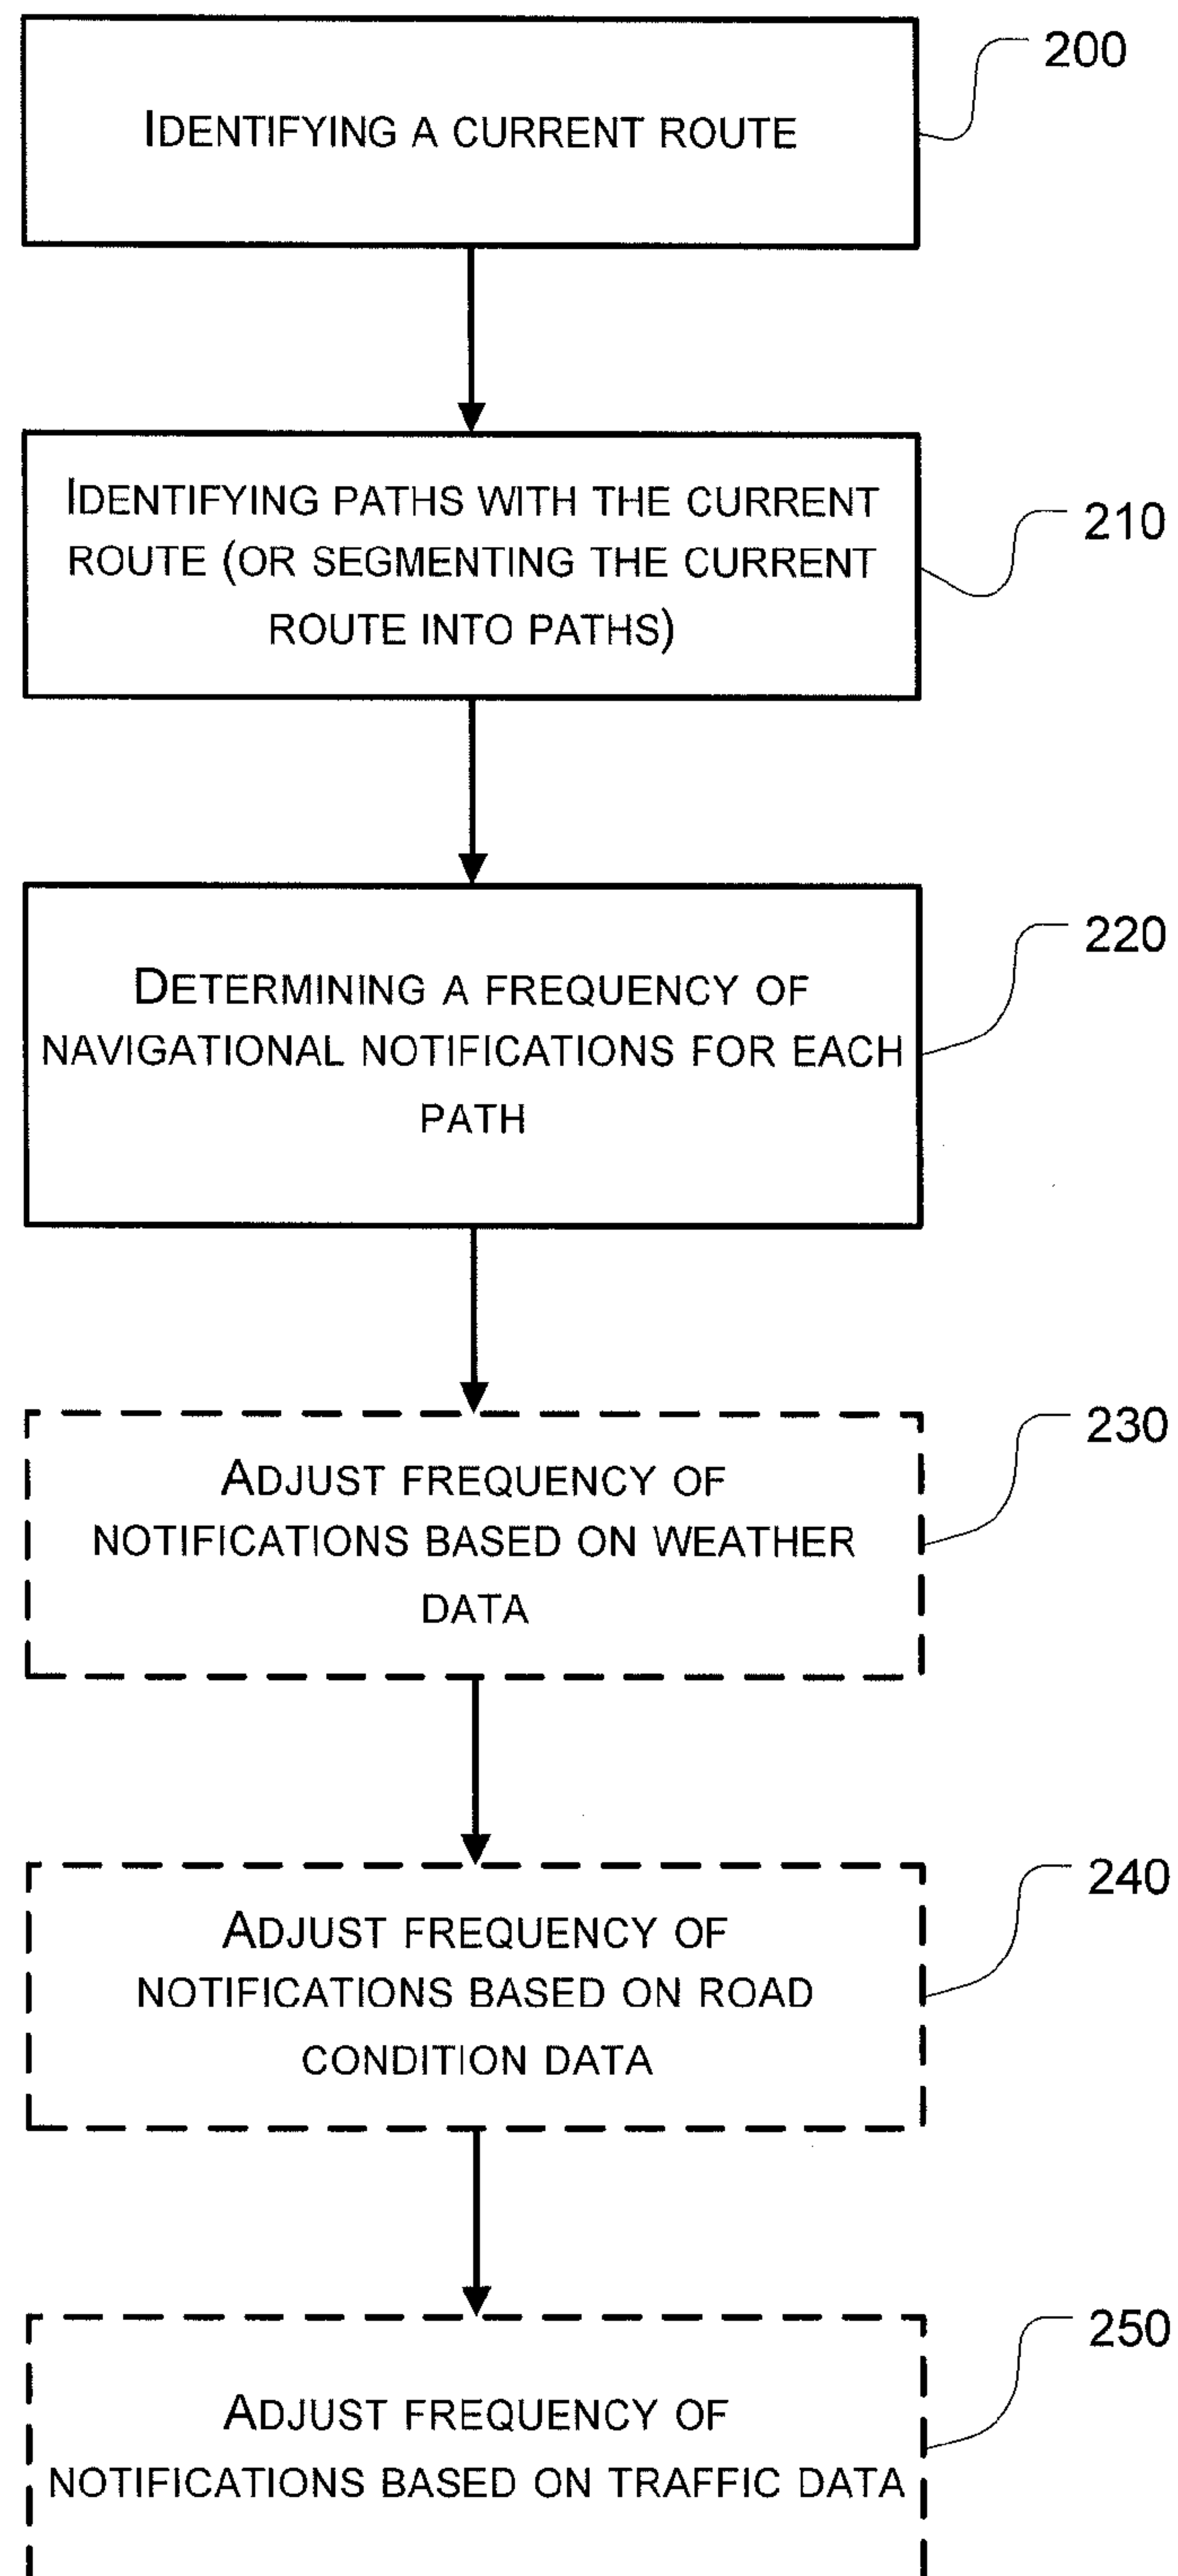 IDENTIFYING A CURRENT ROUTE
200
IDENTIFYING PATHS WITH THE CURRENT
ROUTE (OR SEGMENTING THE CURRENT
ROUTE INTO PATHS)
210
DETERMINING A FREQUENCY OF
NAVIGATIONAL NOTIFICATIONS FOR EACH
PATH
220
ADJUST FREQUENCY OF
NOTIFICATIONS BASED ON WEATHER
DATA
230
ADJUST FREQUENCY OF
NOTIFICATIONS BASED ON ROAD
CONDITION DATA
240
ADJUST FREQUENCY OF
NOTIFICATIONS BASED ON TRAFFIC DATA
250